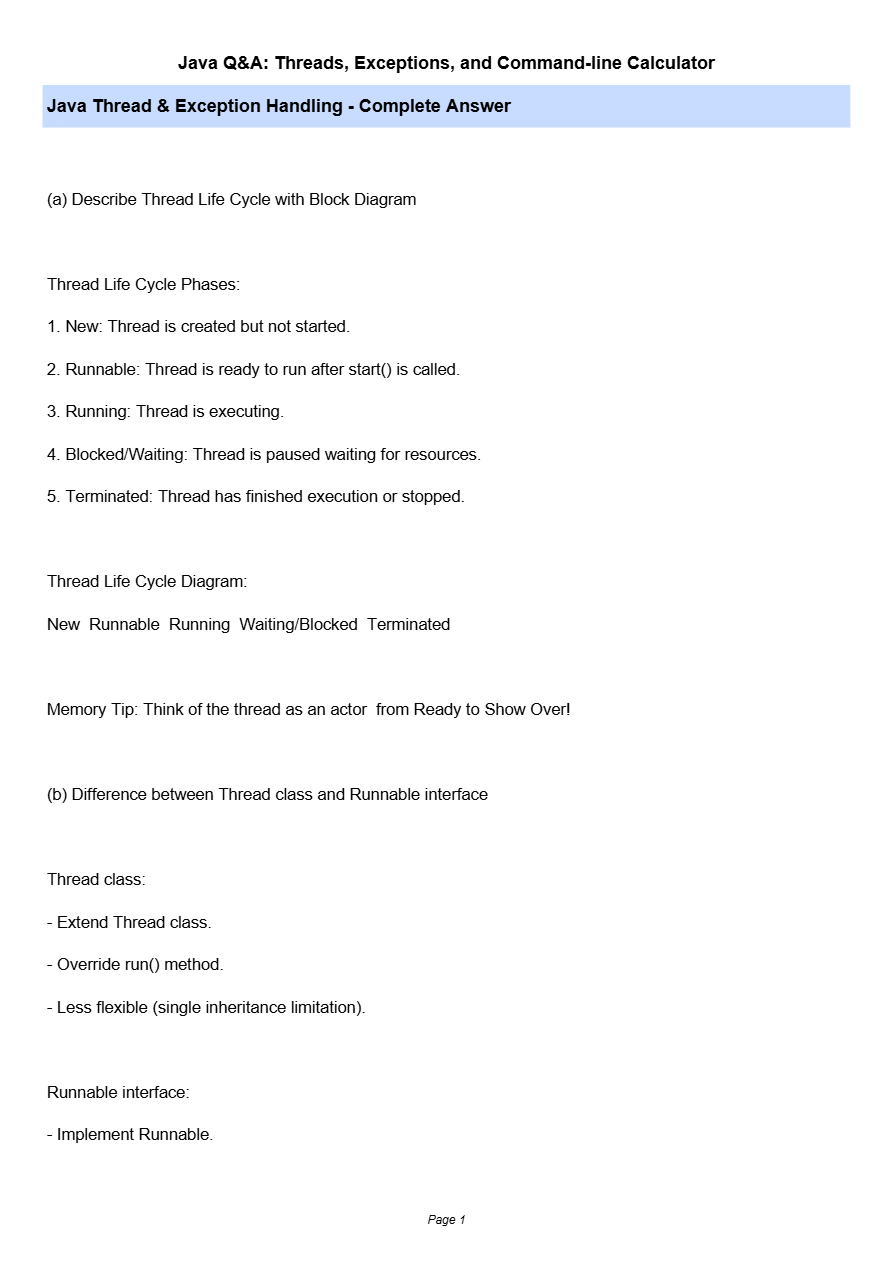 Java Q&A: Threads, Exceptions, and Command-line Calculator
Java Thread & Exception Handling - Complete Answer
(a) Describe Thread Life Cycle with Block Diagram
Thread Life Cycle Phases:
1. New: Thread is created but not started.
2. Runnable: Thread is ready to run after start() is called.
3. Running: Thread is executing.
4. Blocked/Waiting: Thread is paused waiting for resources.
5. Terminated: Thread has finished execution or stopped.
Thread Life Cycle Diagram:
New  Runnable  Running  Waiting/Blocked  Terminated
Memory Tip: Think of the thread as an actor  from Ready to Show Over!
(b) Difference between Thread class and Runnable interface
Thread class:
- Extend Thread class.
- Override run() method.
- Less flexible (single inheritance limitation).
Runnable interface:
- Implement Runnable.
Page 1